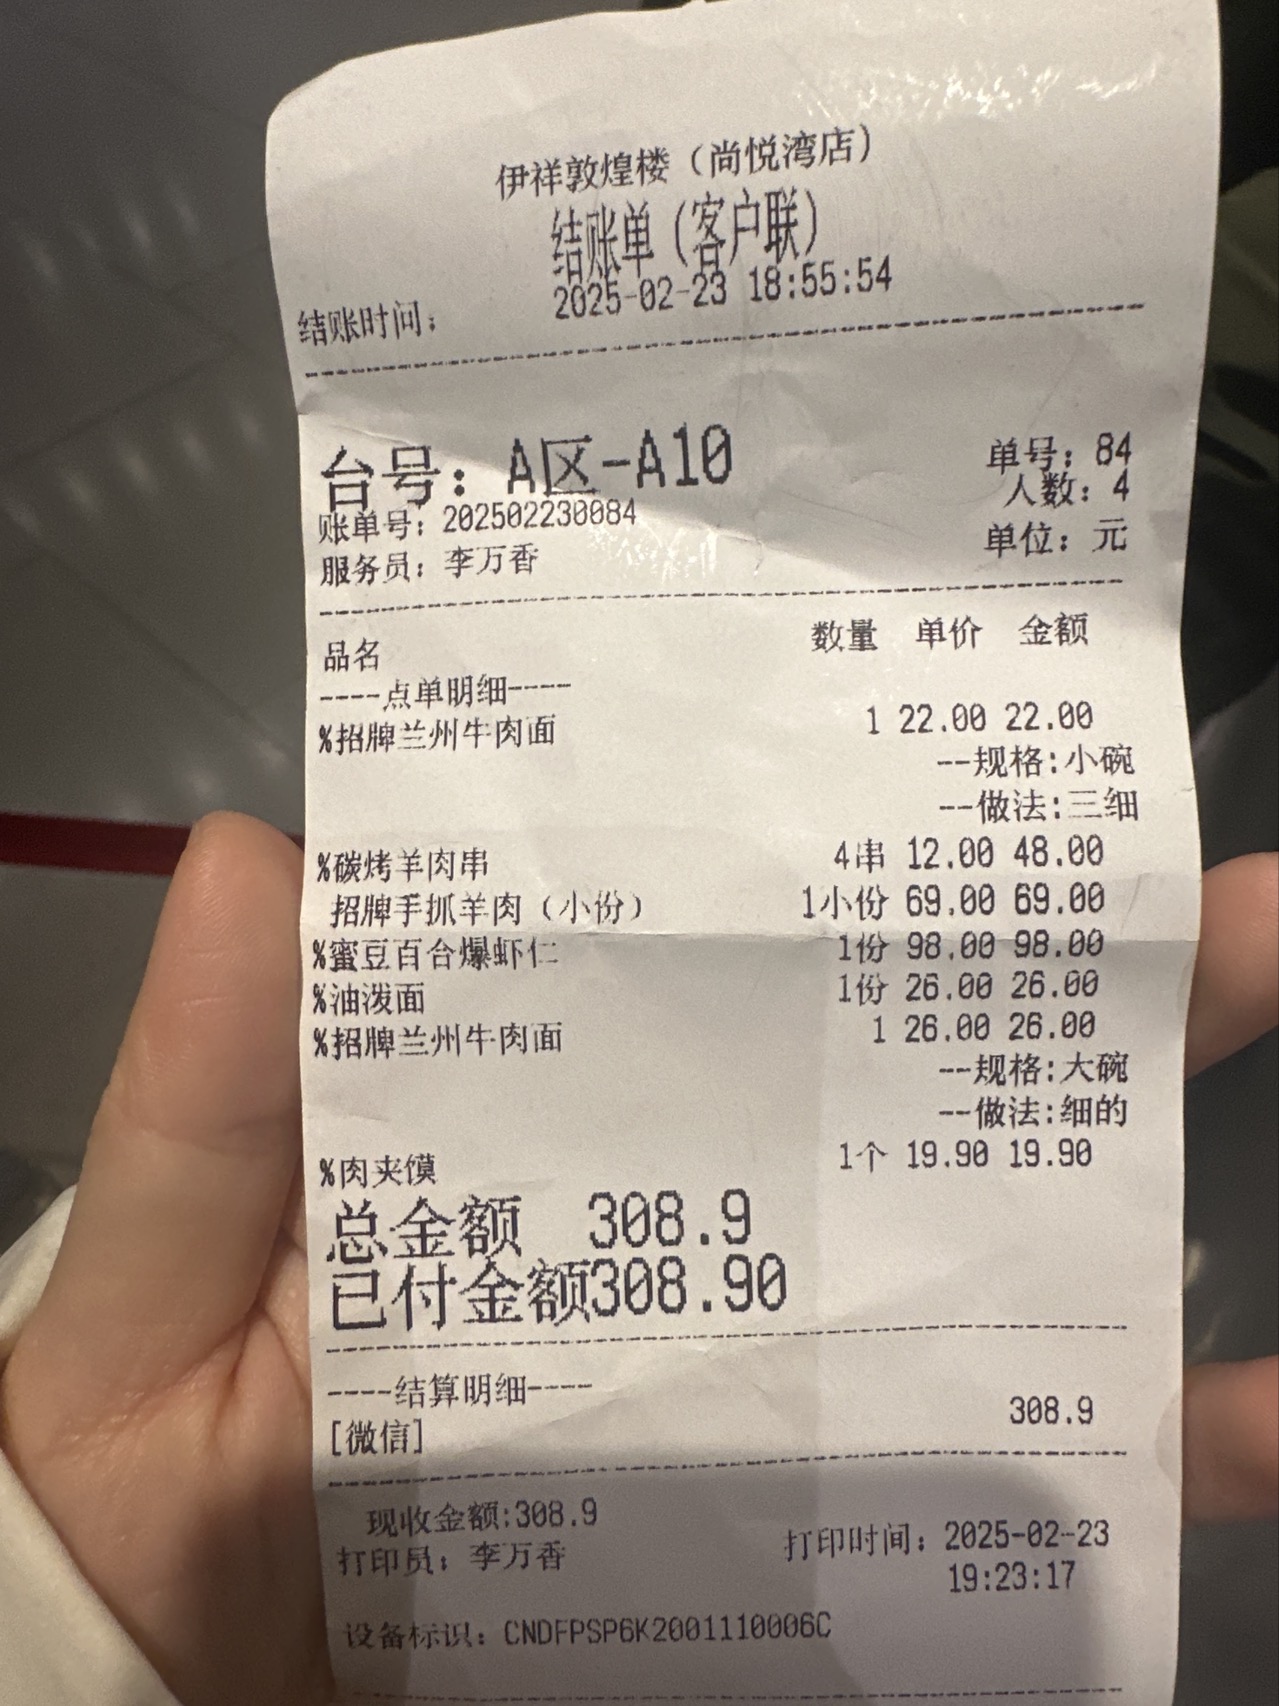 伊祥敦煌楼（尚悦湾店）
结账单（客户联）
结账时间： 2025-02-23 18:55:54
台号：A区-A10 单号：84
人数：4
账单号：202502230084
单位：元
服务员：李万香
品名 数量 单价 金额
----点单明细----
%招牌兰州牛肉面 1 22.00 22.00
--规格:小碗
--做法:三细
%碳烤羊肉串 4串 12.00 48.00
招牌手抓羊肉（小份） 1小份 69.00 69.00
%蜜豆百合爆虾仁 1份 98.00 98.00
%油泼面 1份 26.00 26.00
%招牌兰州牛肉面 1 26.00 26.00
--规格:大碗
--做法:细的
%肉夹馍 1个 19.90 19.90
总金额 308.9
已付金额308.90
----结算明细----
[微信] 308.9
现收金额:308.9
打印员：李万香 打印时间：2025-02-23
19:23:17
设备标识：CNDFPSP6K2001110006C